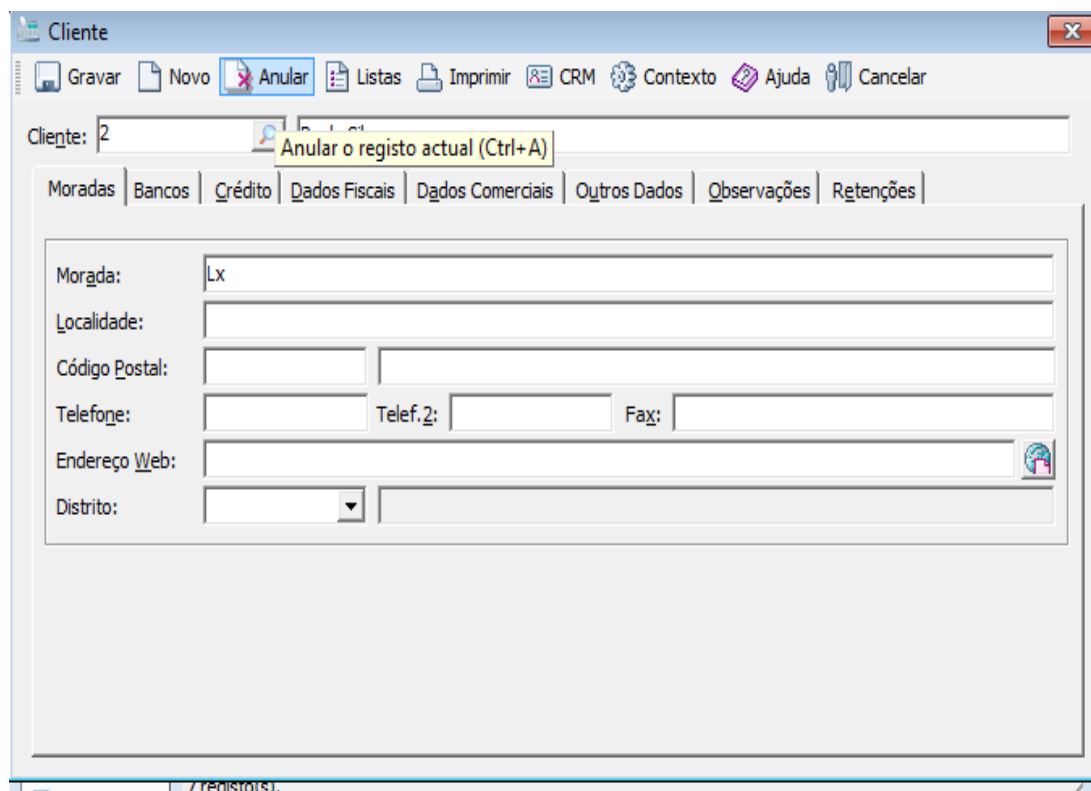 Cliente
Gravar Novo Anular Listas Imprimir CRM Contexto Ajuda Cancelar
Cliente: 2
Anular o registo actual (Ctrl+A)
Moradas Bancos Crédito Dados Fiscais Dados Comerciais Outros Dados Observações Retenções
Morada: Lx
Localidade:
Código Postal:
Telefone: Telef.2: Fax:
Endereço Web:
Distrito:
registo(s).